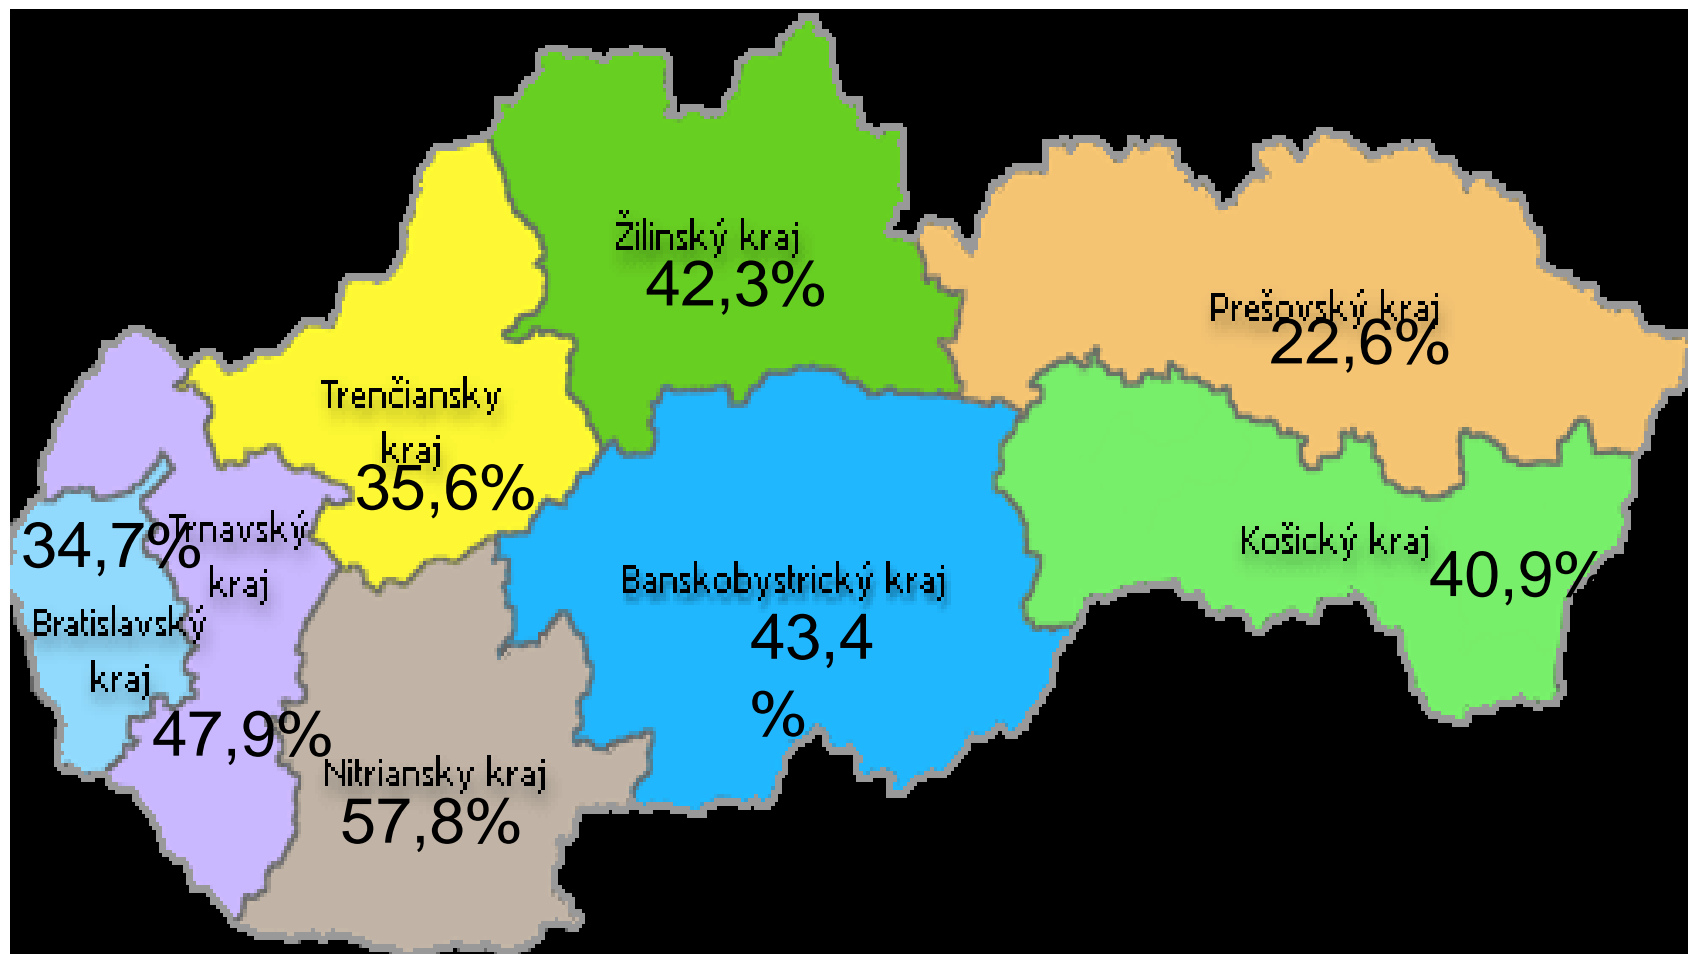 Žilinský kraj
42,3%
Prešovský kraj
22,6%
Trenčiansky
kraj
35,6%
34,7%
Trnavský
kraj
Košický kraj
40,9%
Banskobystrický kraj
43,4
%
Bratislavský
kraj
47,9%
Nitriansky kraj
57,8%